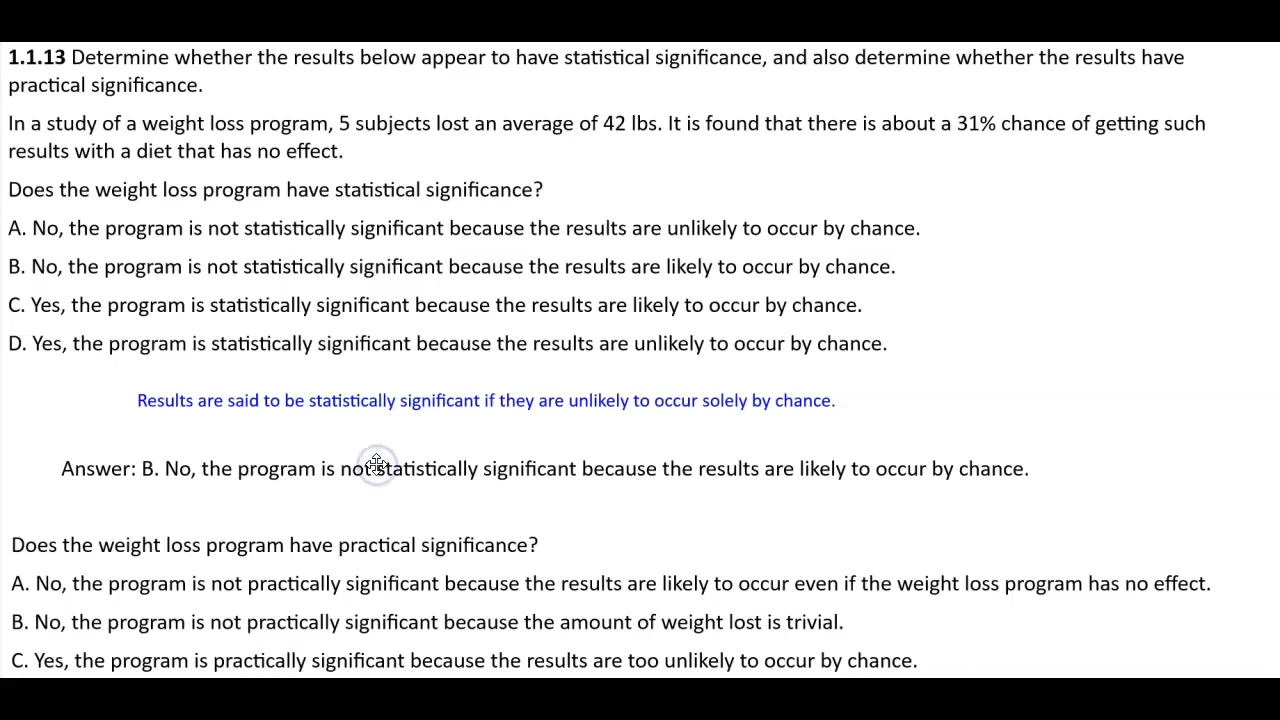 1.1.13 Determine whether the results below appear to have statistical significance, and also determine whether the results have
practical significance.
In a study of a weight loss program, 5 subjects lost an average of 42 lbs. It is found that there is about a 31% chance of getting such
results with a diet that has no effect.
Does the weight loss program have statistical significance?
A. No, the program is not statistically significant because the results are unlikely to occur by chance.
B. No, the program is not statistically significant because the results are likely to occur by chance.
C. Yes, the program is statistically significant because the results are likely to occur by chance.
D. Yes, the program is statistically significant because the results are unlikely to occur by chance.
Results are said to be statistically significant if they are unlikely to occur solely by chance.
Answer: B. No, the program is not statistically significant because the results are likely to occur by chance.
Does the weight loss program have practical significance?
A. No, the program is not practically significant because the results are likely to occur even if the weight loss program has no effect.
B. No, the program is not practically significant because the amount of weight lost is trivial.
C. Yes, the program is practically significant because the results are too unlikely to occur by chance.